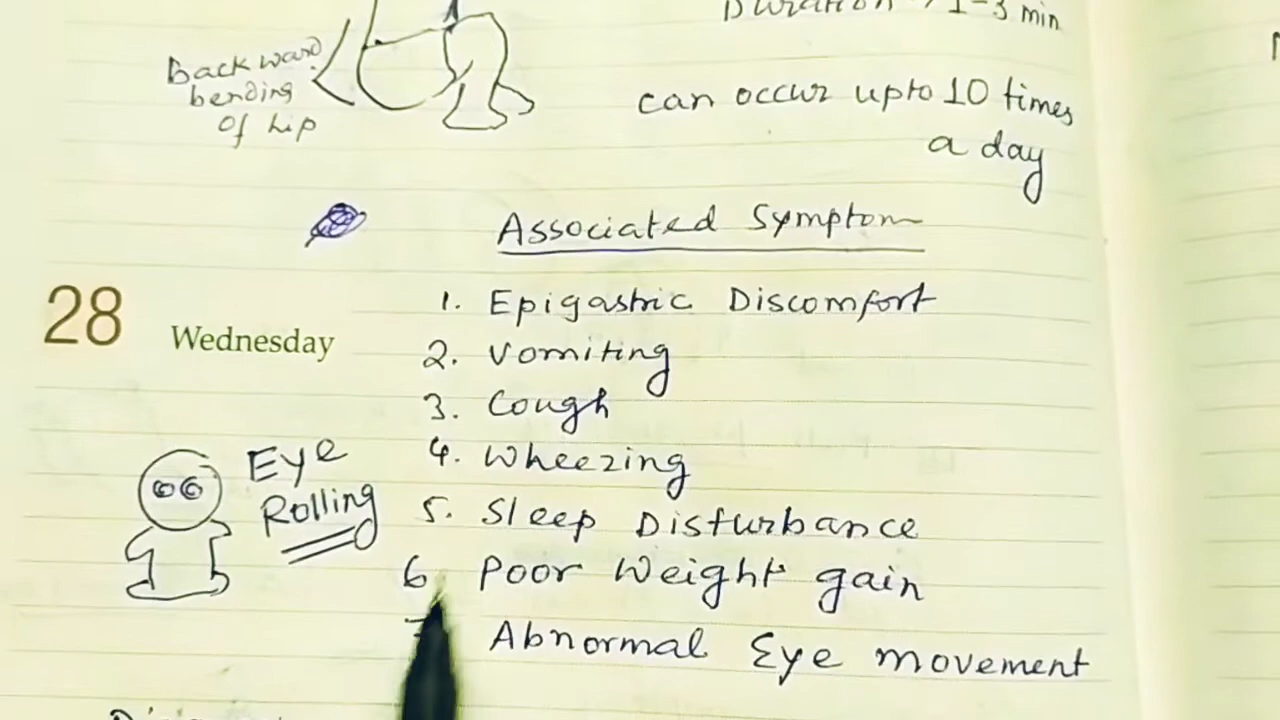 Duration → 1-3 min
Backward
bending
of hip
can occur upto 10 times
a day
Associated Symptom
28 Wednesday
1. Epigastric Discomfort
2. Vomiting
3. Cough
4. Wheezing
5. Sleep Disturbance
6 Poor Weight gain
Abnormal Eye movement
Eye
Rolling